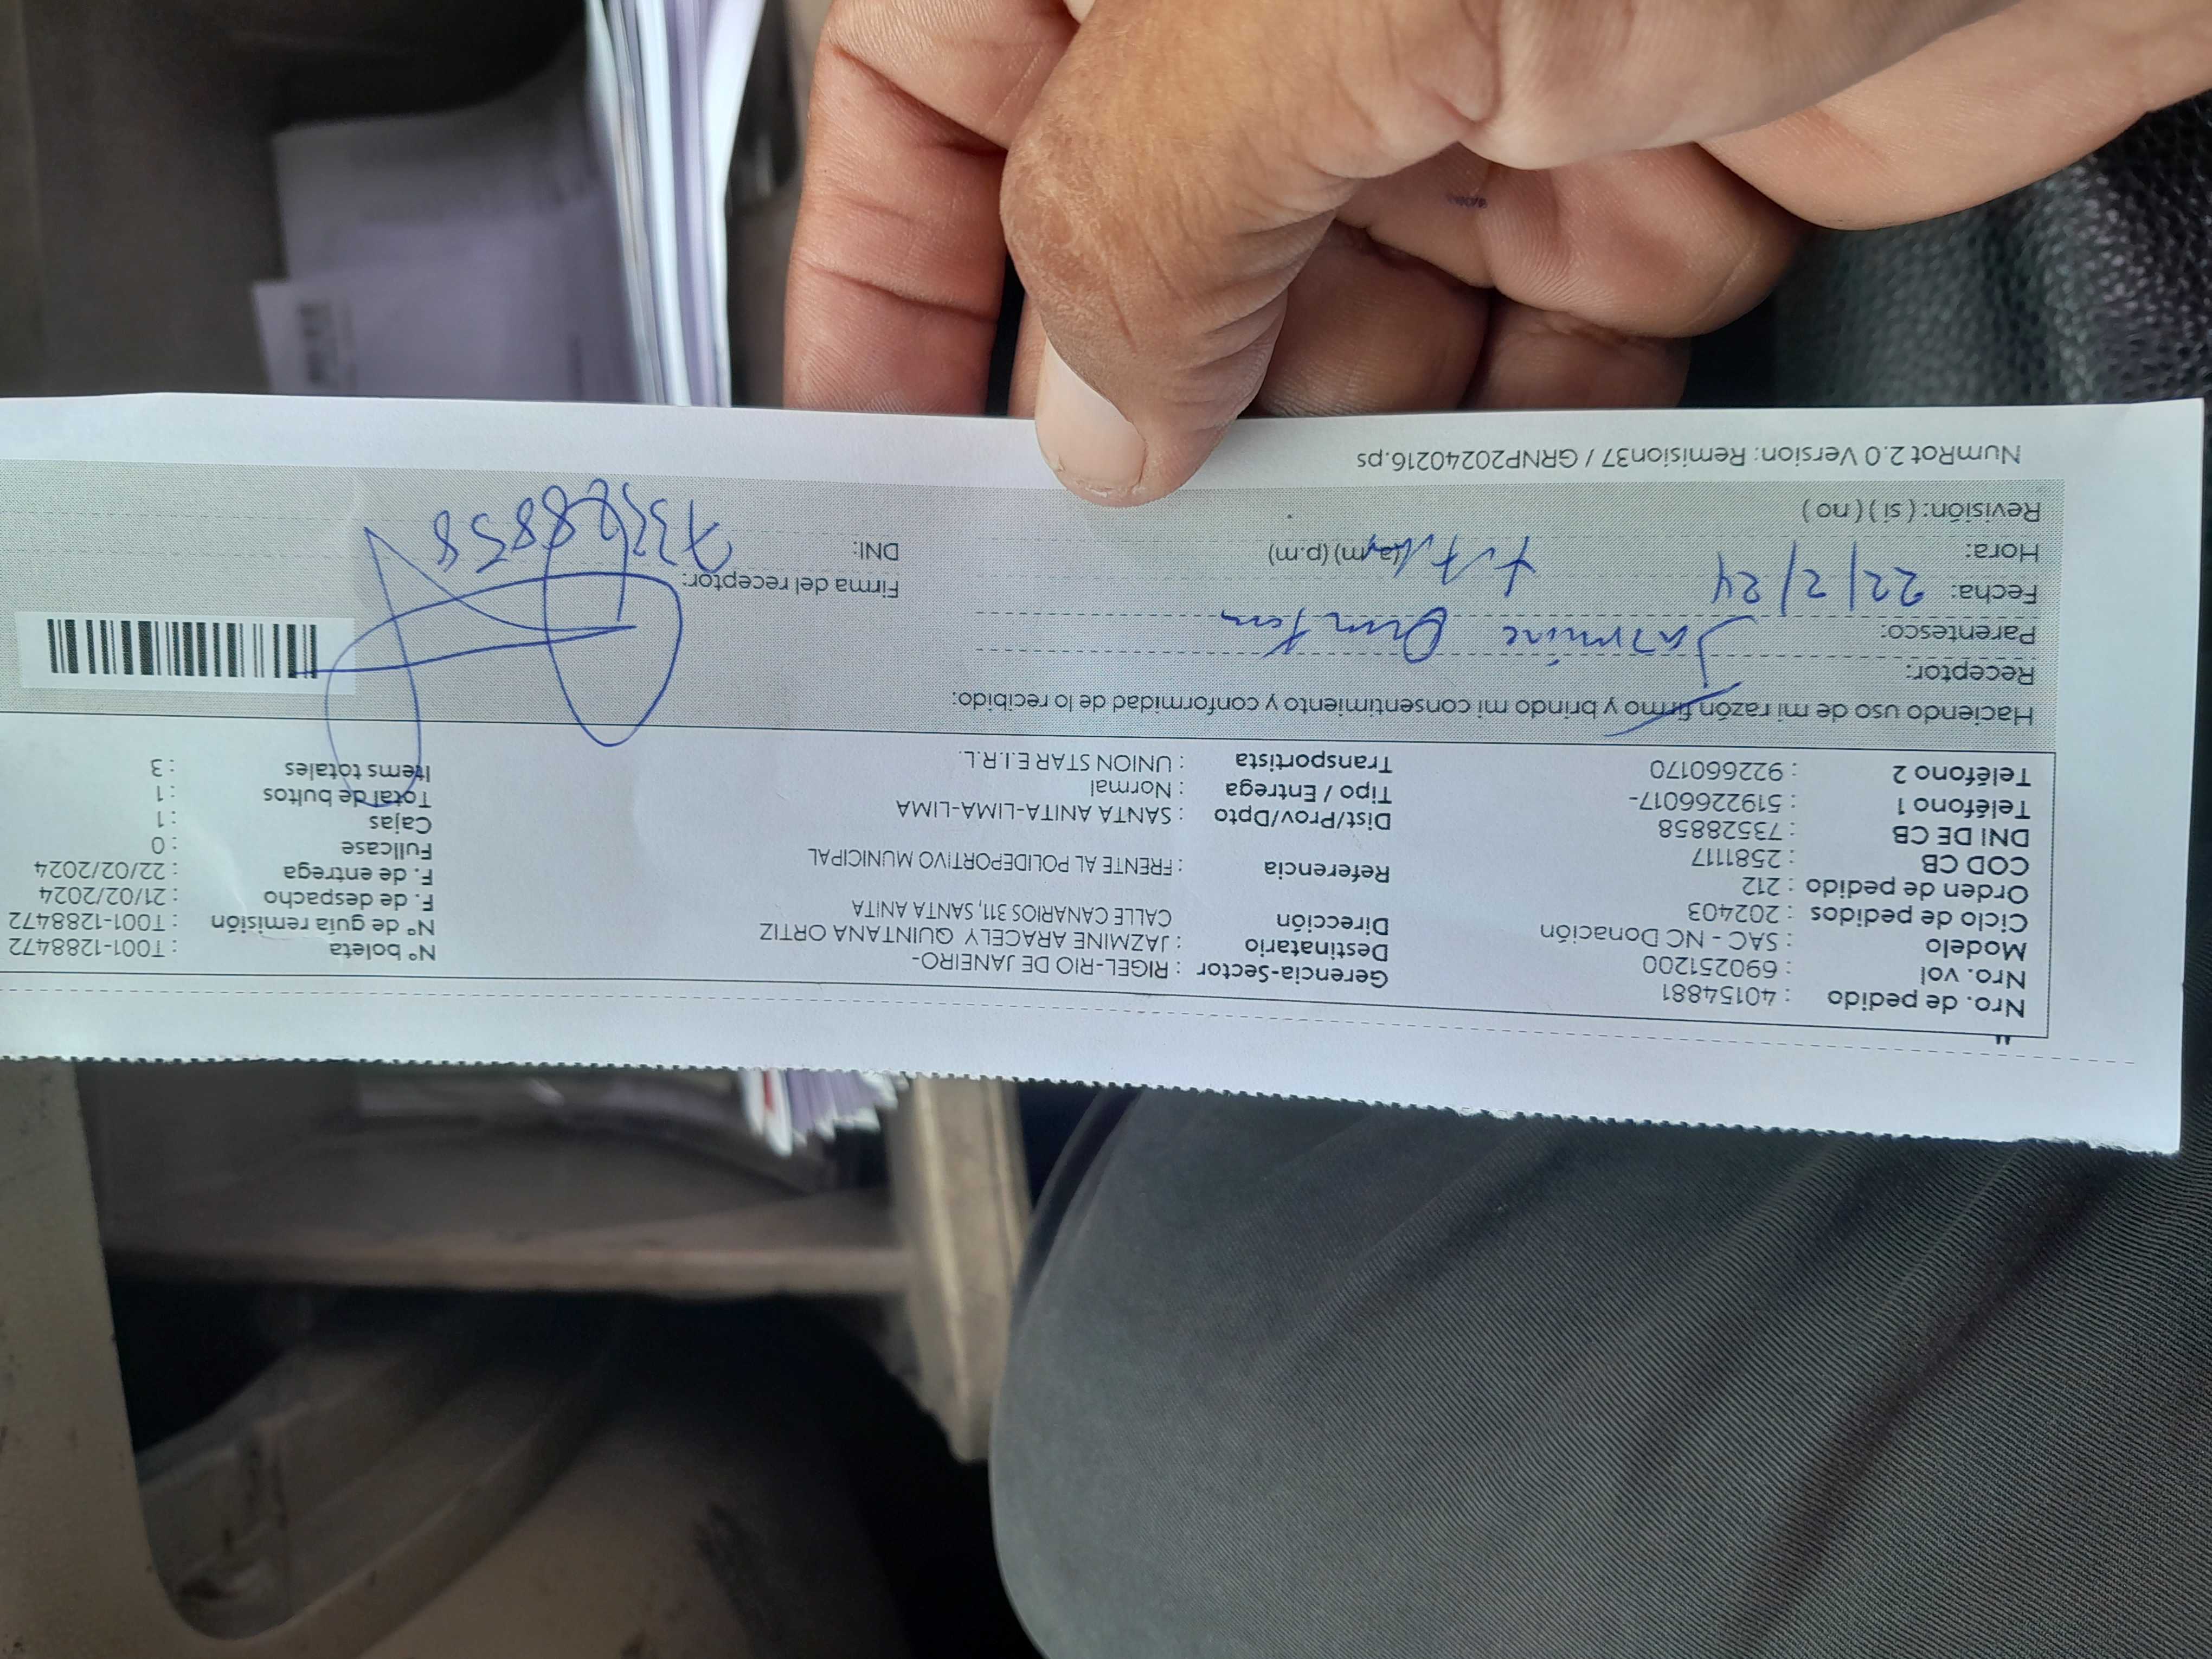 Nro. de pedido : 40154881
Nro. vol : 690251200
Modelo : SAC - NC Donación
Ciclo de pedidos : 202403
Orden de pedido : 212
COD CB : 2581117
DNI DE CB : 73528858
Teléfono 1 : 5192266017-
Teléfono 2 : 922660170
Gerencia-Sector : RIGEL-RIO DE JANEIRO-
Destinatario : JAZMINE ARACELY QUINTANA ORTIZ
Dirección CALLE CANARIOS 311, SANTA ANITA
Referencia : FRENTE AL POLIDEPORTIVO MUNICIPAL
Dist/Prov/Dpto : SANTA ANITA-LIMA-LIMA
Tipo / Entrega : Normal
Transportista : UNION STAR E.I.R.L.
N° boleta : T001-1288472
N° de guía remisión : T001-1288472
F. de despacho : 21/02/2024
F. de entrega : 22/02/2024
Fullcase : 0
Cajas : 1
Total de bultos : 1
Items totales : 3
Haciendo uso de mi razón firmo y brindo mi consentimiento y conformidad de lo recibido:
Receptor:
Parentesco: Jazmine
Fecha: 22/2/24
Hora: (a.m) (p.m)
Revisión: ( si ) ( no )
Firma del receptor:
DNI: 73528858
NumRot 2.0 Version: Remision37 / GRNP20240216.ps